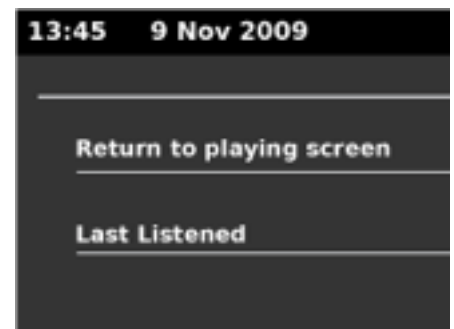 13:45 9 Nov 2009
Return to playing screen
Last Listened